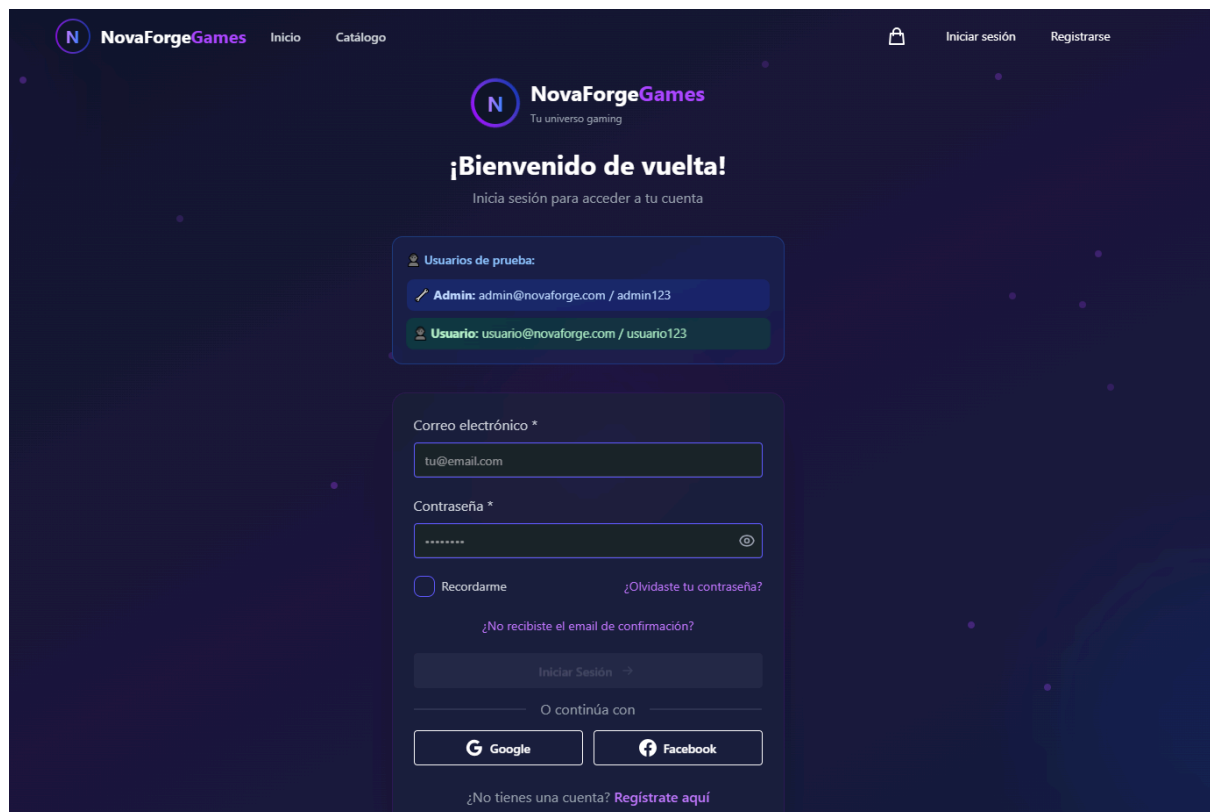 N NovaForgeGames Inicio Catálogo Iniciar sesión Registrarse
N NovaForgeGames
Tu universo gaming
¡Bienvenido de vuelta!
Inicia sesión para acceder a tu cuenta
Usuarios de prueba:
Admin: admin@novaforge.com / admin123
Usuario: usuario@novaforge.com / usuario123
Correo electrónico *
tu@email.com
Contraseña *
••••••••
Recordarme ¿Olvidaste tu contraseña?
¿No recibiste el email de confirmación?
Iniciar Sesión →
O continúa con
G Google Facebook
¿No tienes una cuenta? Regístrate aquí